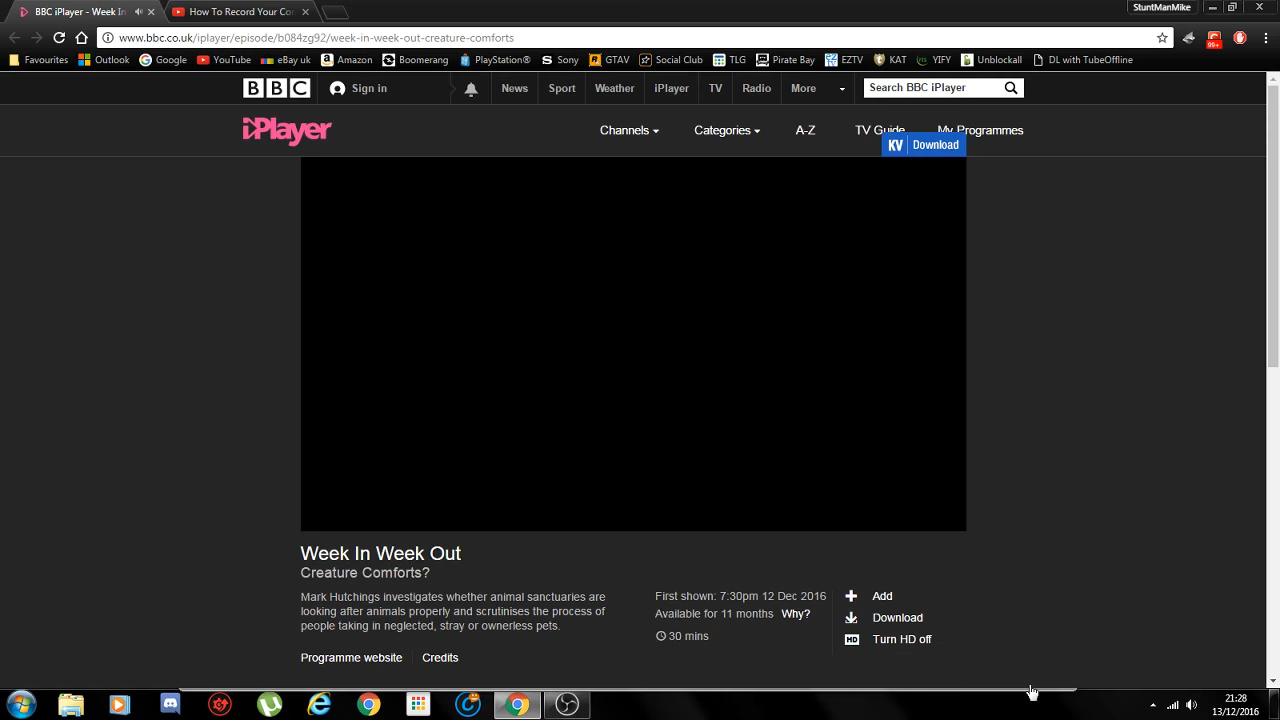 BBC iPlayer - Week In
How To Record Your Co
StuntManMike
www.bbc.co.uk/iplayer/episode/b084zg92/week-in-week-out-creature-comforts
99+
Favourites Outlook Google YouTube eBay uk Amazon Boomerang PlayStation® Sony GTAV Social Club TLG Pirate Bay EZTV KAT YIFY Unblockall DL with TubeOffline
BBC Sign in News Sport Weather iPlayer TV Radio More Search BBC iPlayer
iPlayer Channels Categories A-Z TV Guide My Programmes
KV Download
Week In Week Out
Creature Comforts?
Mark Hutchings investigates whether animal sanctuaries are
looking after animals properly and scrutinises the process of
people taking in neglected, stray or ownerless pets.
Programme website Credits
First shown: 7:30pm 12 Dec 2016
Available for 11 months Why?
30 mins
Add
Download
HD Turn HD off
21:28
13/12/2016